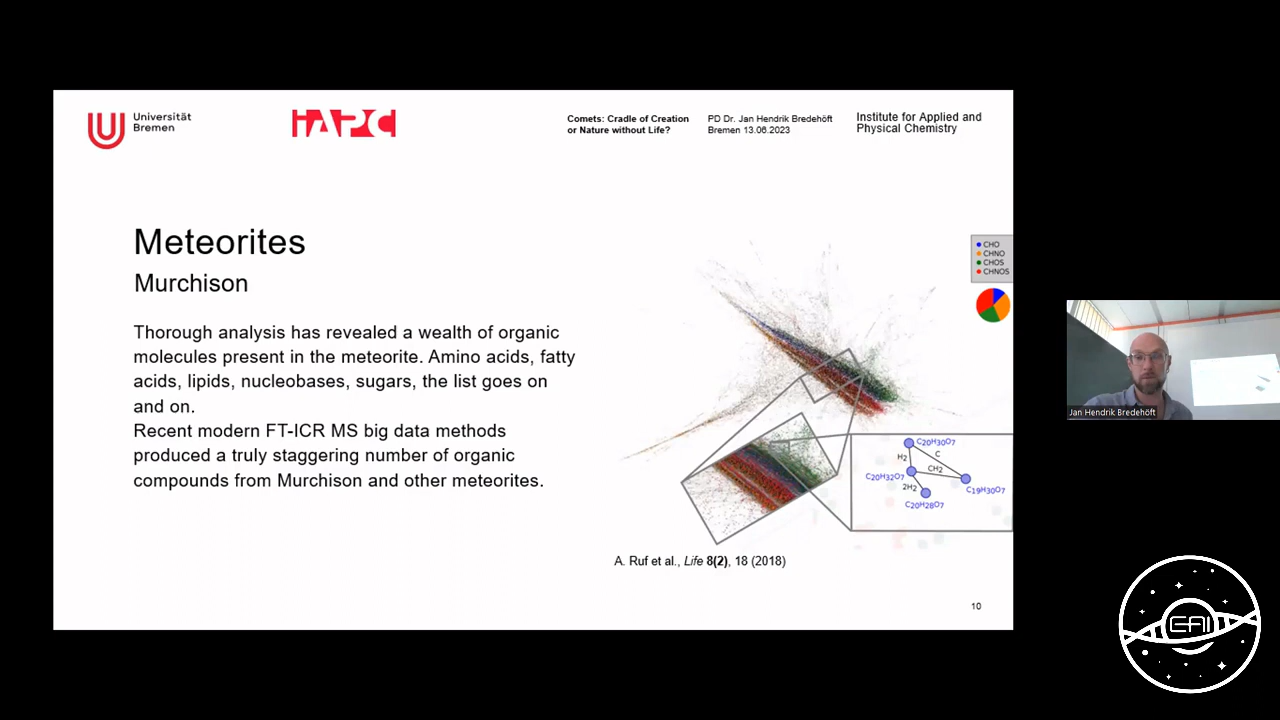 Universität
Bremen
iAPC
Comets: Cradle of Creation
or Nature without Life?
PD Dr. Jan Hendrik Bredehöft
Bremen 13.06.2023
Institute for Applied and
Physical Chemistry
Meteorites
Murchison
Thorough analysis has revealed a wealth of organic
molecules present in the meteorite. Amino acids, fatty
acids, lipids, nucleobases, sugars, the list goes on
and on.
Recent modern FT-ICR MS big data methods
produced a truly staggering number of organic
compounds from Murchison and other meteorites.
CHO
CHNO
CHOS
CHNOS
C20H30O7
H2
C
CH2
C20H32O7
2H2
C19H30O7
C20H28O7
A. Ruf et al., Life 8(2), 18 (2018)
10
Jan Hendrik Bredehöft
EAI